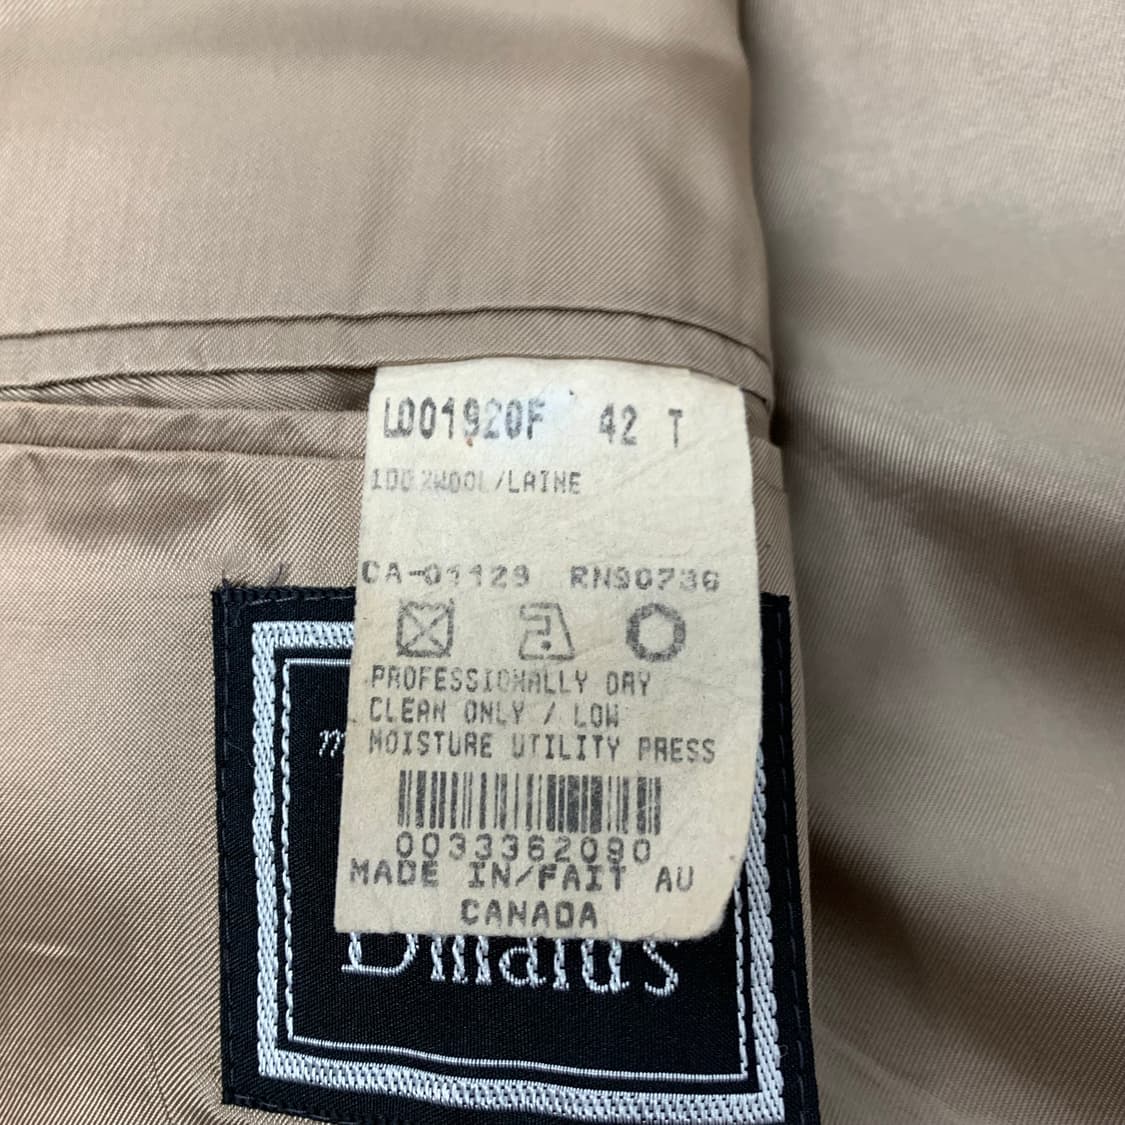 L001920F 42 T
100%WOOL/LAINE
CA-01129 RN90736
PROFESSIONALLY DRY
CLEAN ONLY / LOW
MOISTURE UTILITY PRESS
0033362090
MADE IN/FAIT AU
CANADA